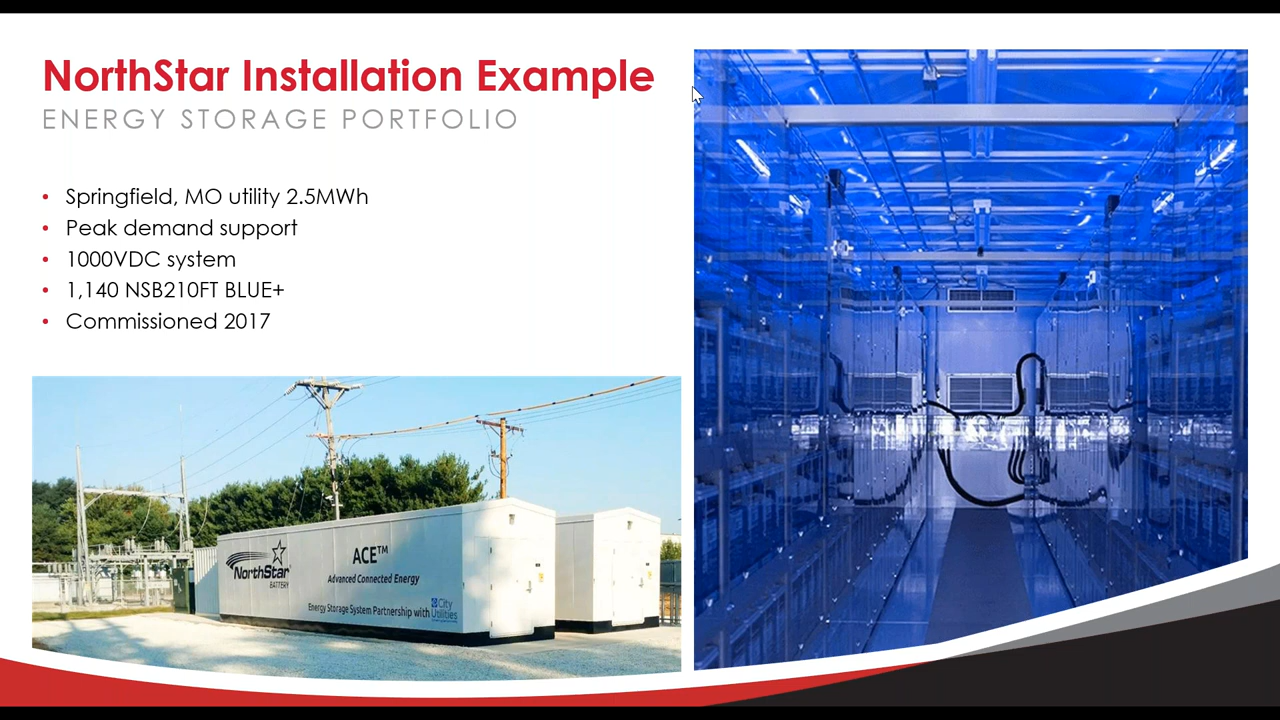 NorthStar Installation Example
ENERGY STORAGE PORTFOLIO
• Springfield, MO utility 2.5MWh
• Peak demand support
• 1000VDC system
• 1,140 NSB210FT BLUE+
• Commissioned 2017
NorthStar
BATTERY
ACE™
Advanced Connected Energy
Energy Storage System Partnership with
City
Utilities